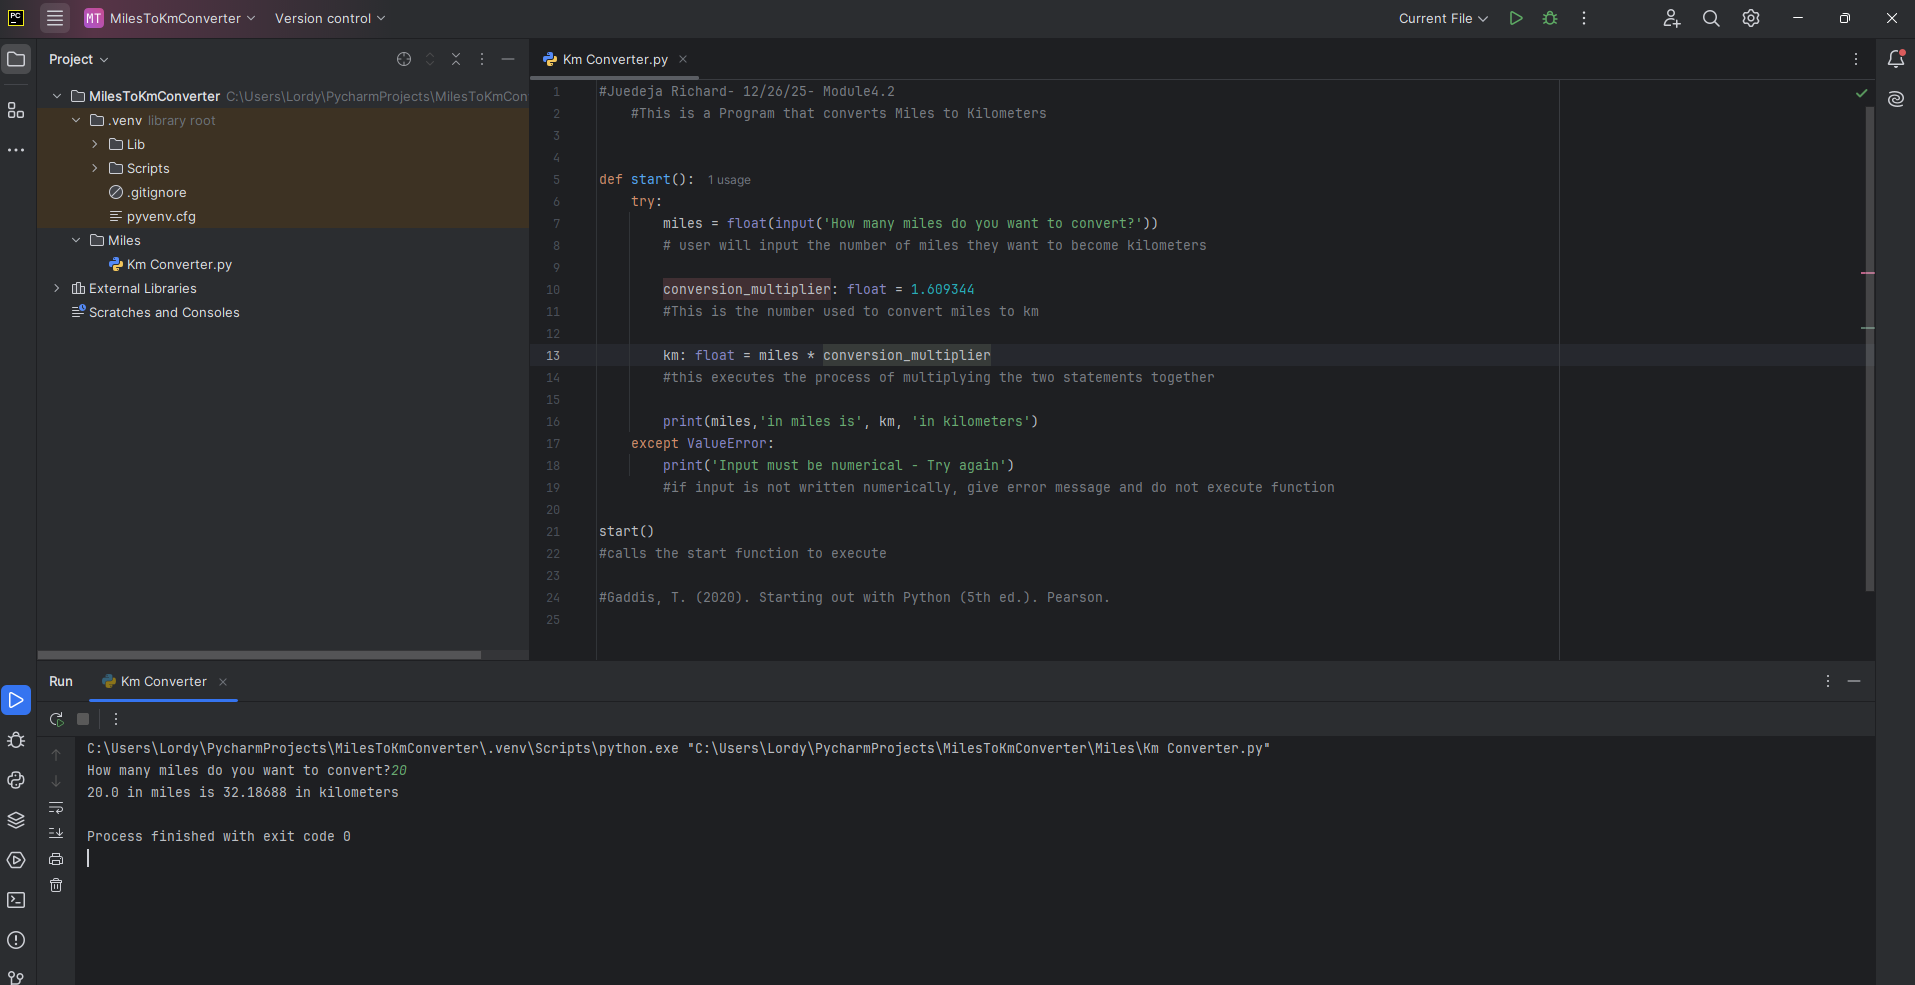 PC
MT MilesToKmConverter
Version control
Current File
Project
MilesToKmConverter C:\Users\Lordy\PycharmProjects\MilesToKmCon
.venv library root
Lib
Scripts
.gitignore
pyvenv.cfg
Miles
Km Converter.py
External Libraries
Scratches and Consoles
Km Converter.py
1 #Juedeja Richard- 12/26/25- Module4.2
2     #This is a Program that converts Miles to Kilometers
3
4
5 def start(): 1 usage
6     try:
7         miles = float(input('How many miles do you want to convert?'))
8         # user will input the number of miles they want to become kilometers
9
10         conversion_multiplier: float = 1.609344
11         #This is the number used to convert miles to km
12
13         km: float = miles * conversion_multiplier
14         #this executes the process of multiplying the two statements together
15
16         print(miles,'in miles is', km, 'in kilometers')
17     except ValueError:
18         print('Input must be numerical - Try again')
19         #if input is not written numerically, give error message and do not execute function
20
21 start()
22 #calls the start function to execute
23
24 #Gaddis, T. (2020). Starting out with Python (5th ed.). Pearson.
25
Run Km Converter
C:\Users\Lordy\PycharmProjects\MilesToKmConverter\.venv\Scripts\python.exe "C:\Users\Lordy\PycharmProjects\MilesToKmConverter\Miles\Km Converter.py"
How many miles do you want to convert?20
20.0 in miles is 32.18688 in kilometers
Process finished with exit code 0